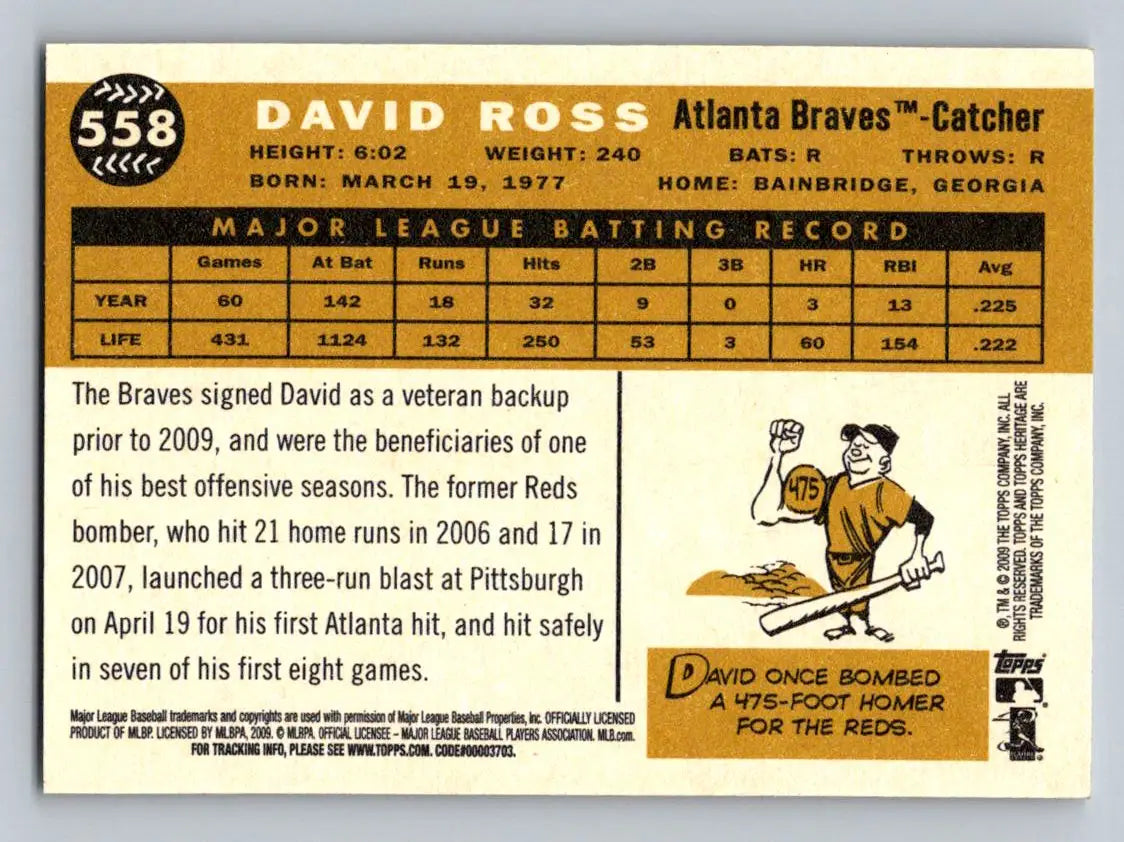 558
DAVID ROSS Atlanta Braves™-Catcher
HEIGHT: 6:02 WEIGHT: 240 BATS: R THROWS: R
BORN: MARCH 19, 1977 HOME: BAINBRIDGE, GEORGIA
MAJOR LEAGUE BATTING RECORD
Games At Bat Runs Hits 2B 3B HR RBI Avg
YEAR 60 142 18 32 9 0 3 13 .225
LIFE 431 1124 132 250 53 3 60 154 .222
The Braves signed David as a veteran backup
prior to 2009, and were the beneficiaries of one
of his best offensive seasons. The former Reds
bomber, who hit 21 home runs in 2006 and 17 in
2007, launched a three-run blast at Pittsburgh
on April 19 for his first Atlanta hit, and hit safely
in seven of his first eight games.
Major League Baseball trademarks and copyrights are used with permission of Major League Baseball Properties, Inc. OFFICIALLY LICENSED
PRODUCT OF MLBP. LICENSED BY MLBPA, 2009. © MLBPA. OFFICIAL LICENSEE – MAJOR LEAGUE BASEBALL PLAYERS ASSOCIATION. MLB.com.
FOR TRACKING INFO, PLEASE SEE WWW.TOPPS.COM. CODE#00003703.
475
DAVID ONCE BOMBED
A 475-FOOT HOMER
FOR THE REDS.
®, TM & © 2009 THE TOPPS COMPANY, INC. ALL
RIGHTS RESERVED. TOPPS AND TOPPS HERITAGE ARE
TRADEMARKS OF THE TOPPS COMPANY, INC.
TOPPS®